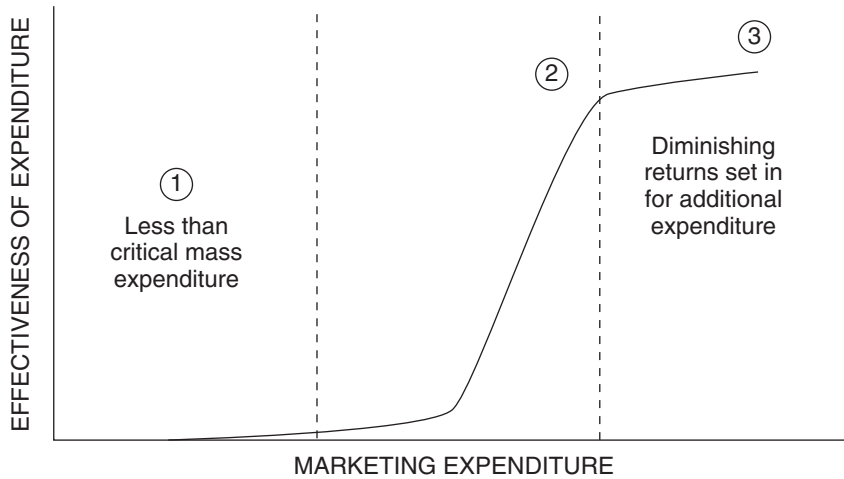 EFFECTIVENESS OF EXPENDITURE
1
Less than
critical mass
expenditure
2
3
Diminishing
returns set in
for additional
expenditure
MARKETING EXPENDITURE